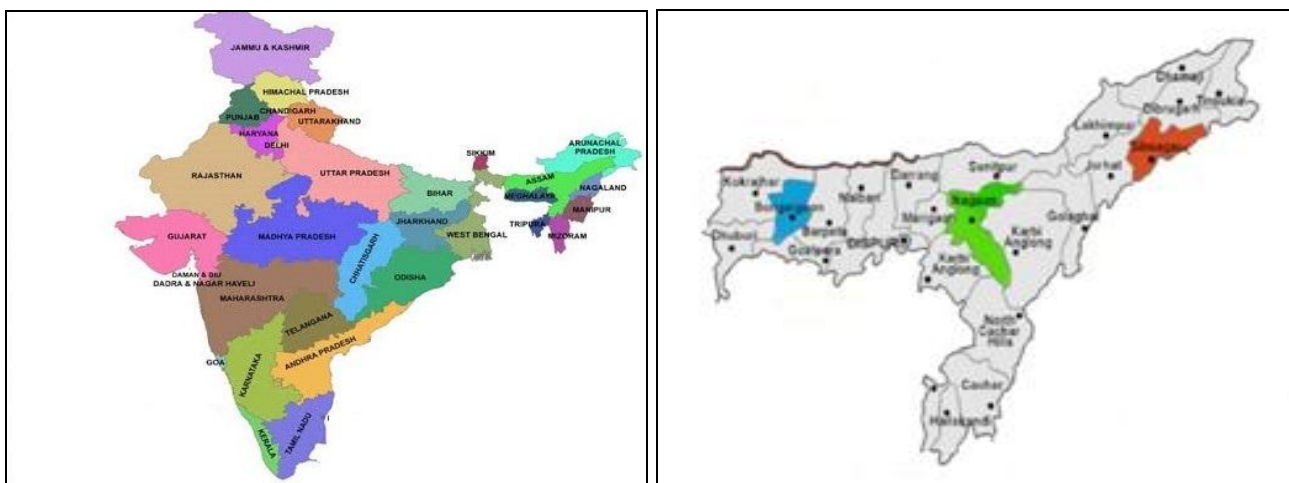 JAMMU & KASHMIR
HIMACHAL PRADESH
CHANDIGARH
PUNJAB
UTTARAKHAND
HARYANA
DELHI
RAJASTHAN
UTTAR PRADESH
SIKKIM
ARUNACHAL
PRADESH
ASSAM
NAGALAND
MEGHALAYA
MANIPUR
BIHAR
TRIPURA
MIZORAM
JHARKHAND
WEST BENGAL
GUJARAT
MADHYA PRADESH
CHHATISGARH
ODISHA
DAMAN & DIU
DADRA & NAGAR HAVELI
MAHARASHTRA
TELANGANA
ANDHRA PRADESH
GOA
KARNATAKA
KERALA
TAMIL NADU
Dhamaji
Tinsukia
Dibrugarh
Lakhimpur
Jorhat
Sonitpur
Darrang
Kokrajhar
Nalbari
Nagaon
Bongaigaon
Marigaon
Golaghat
Barpeta
Dhuburi
DISPUR
Goalpara
Karbi
Anglong
Karbi
Anglong
North
Cachar
Hills
Cachar
Hailakandi